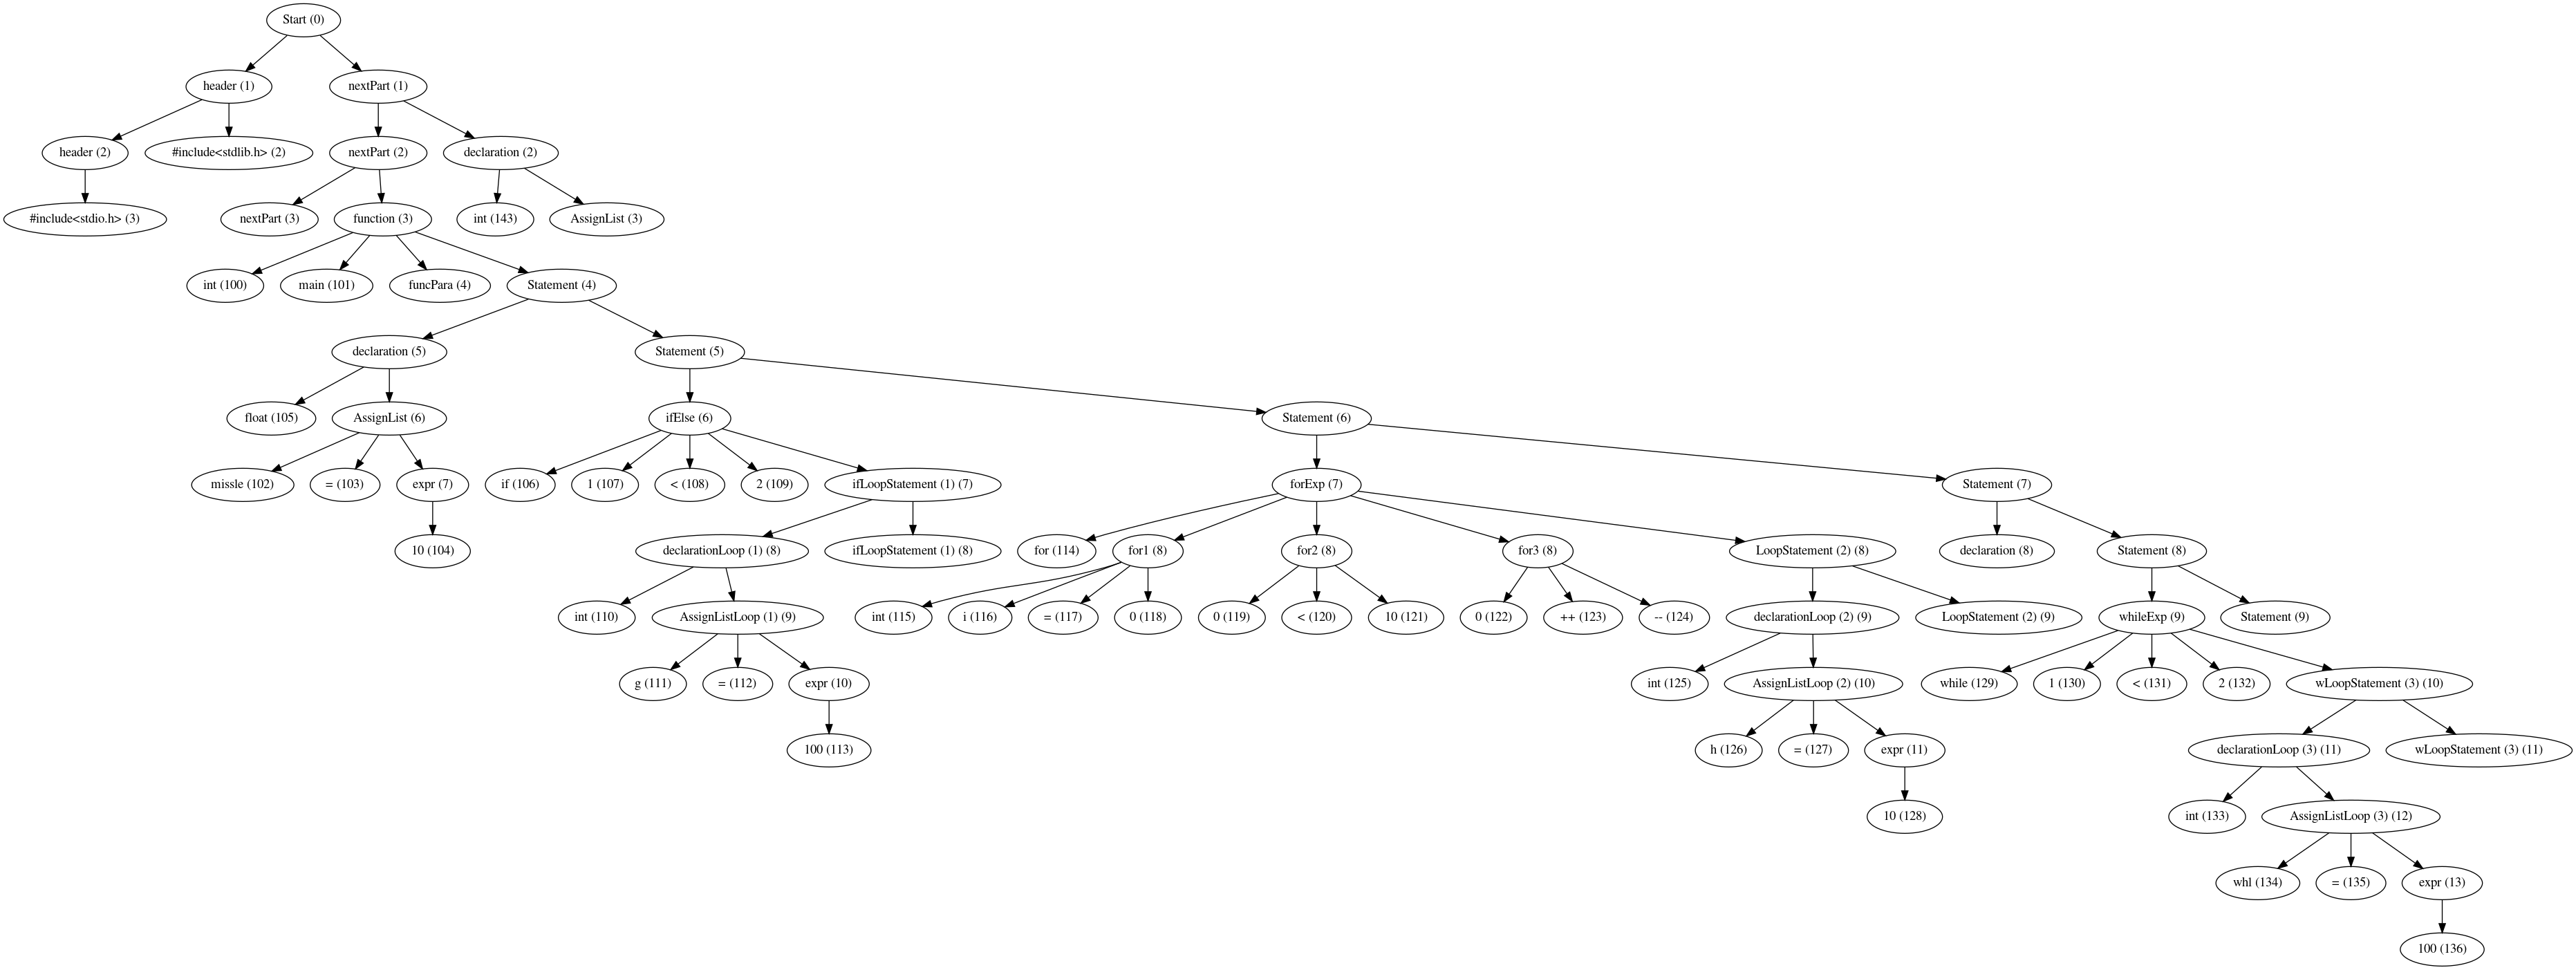 Start (0)
header (1)
nextPart (1)
header (2)
#include<stdlib.h> (2)
nextPart (2)
declaration (2)
#include<stdio.h> (3)
nextPart (3)
function (3)
int (143)
AssignList (3)
int (100)
main (101)
funcPara (4)
Statement (4)
declaration (5)
Statement (5)
float (105)
AssignList (6)
ifElse (6)
Statement (6)
missle (102)
= (103)
expr (7)
if (106)
1 (107)
< (108)
2 (109)
ifLoopStatement (1) (7)
forExp (7)
Statement (7)
10 (104)
declarationLoop (1) (8)
ifLoopStatement (1) (8)
for (114)
for1 (8)
for2 (8)
for3 (8)
LoopStatement (2) (8)
declaration (8)
Statement (8)
int (110)
AssignListLoop (1) (9)
int (115)
i (116)
= (117)
0 (118)
0 (119)
< (120)
10 (121)
0 (122)
++ (123)
-- (124)
declarationLoop (2) (9)
LoopStatement (2) (9)
whileExp (9)
Statement (9)
g (111)
= (112)
expr (10)
int (125)
AssignListLoop (2) (10)
while (129)
1 (130)
< (131)
2 (132)
wLoopStatement (3) (10)
100 (113)
h (126)
= (127)
expr (11)
declarationLoop (3) (11)
wLoopStatement (3) (11)
10 (128)
int (133)
AssignListLoop (3) (12)
whl (134)
= (135)
expr (13)
100 (136)